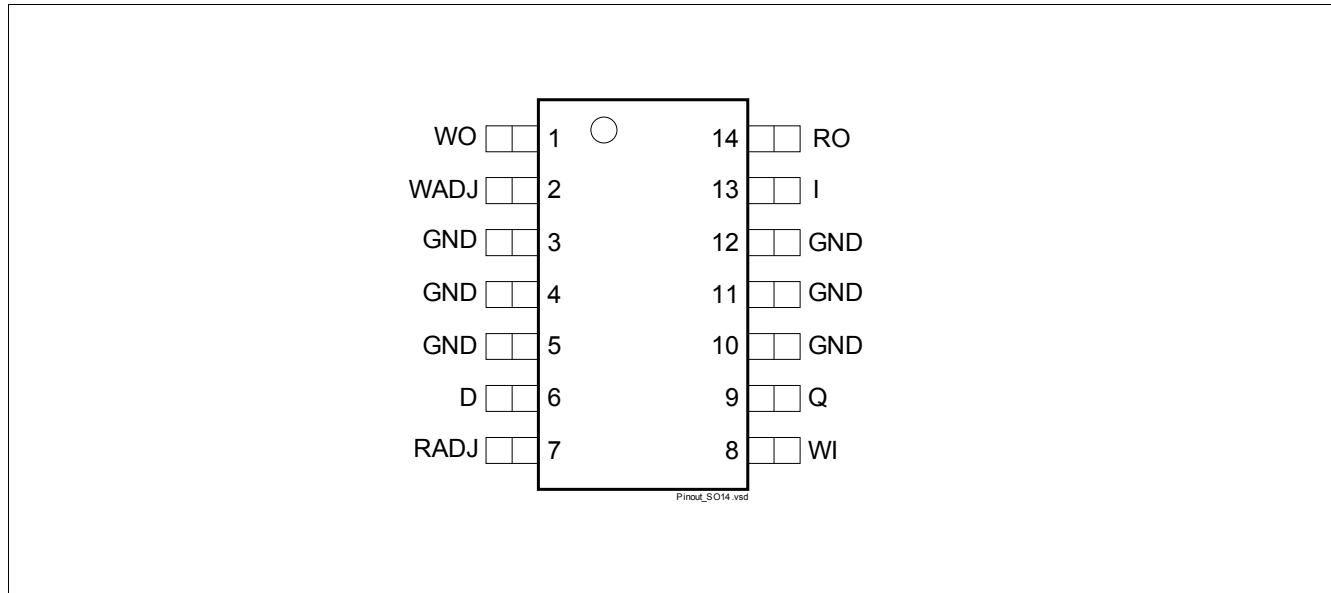 WO 1 14 RO
WADJ 2 13 I
GND 3 12 GND
GND 4 11 GND
GND 5 10 GND
D 6 9 Q
RADJ 7 8 WI
Pinout_SO14.vsd